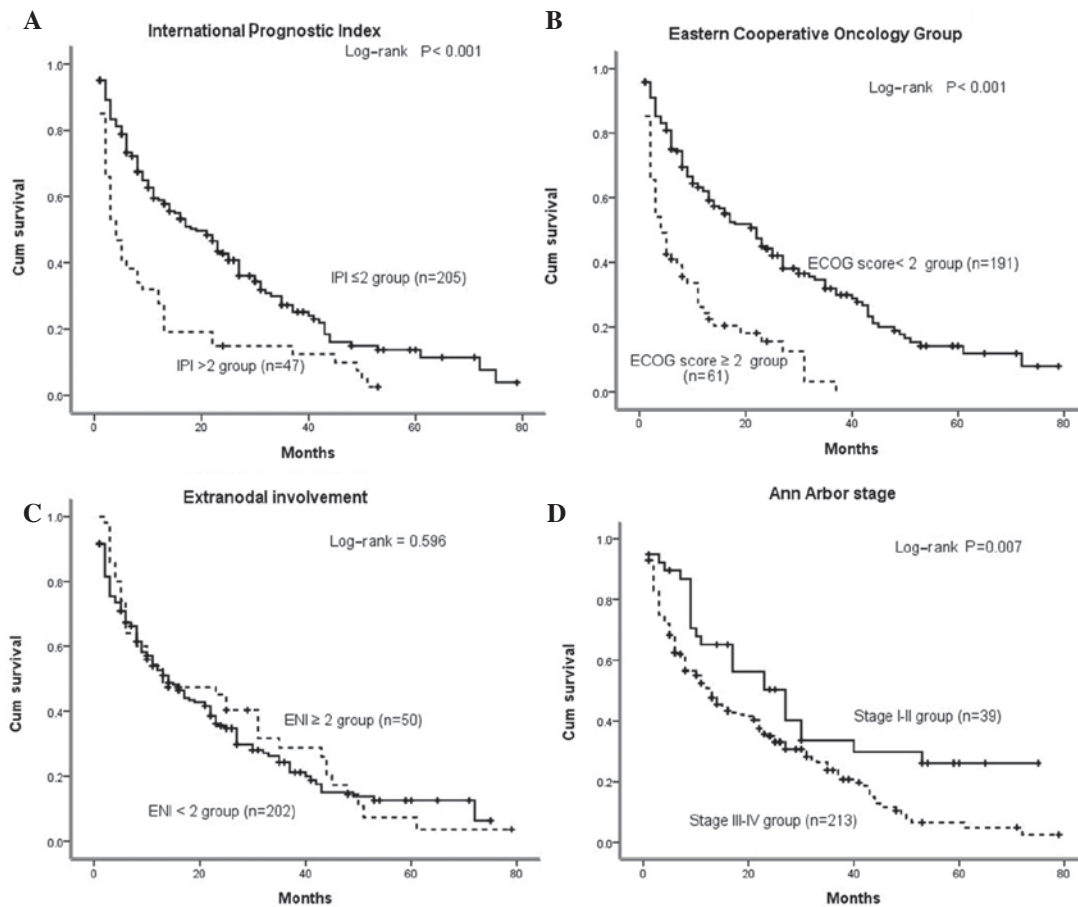 A
International Prognostic Index
Log-rank P< 0.001
1.0
0.8
0.6
0.4
0.2
0.0
Cum survival
IPI ≤2 group (n=205)
IPI >2 group (n=47)
0 20 40 60 80
Months
B
Eastern Cooperative Oncology Group
Log-rank P< 0.001
1.0
0.8
0.6
0.4
0.2
0.0
Cum survival
ECOG score< 2 group (n=191)
ECOG score ≥ 2 group
(n=61)
0 20 40 60 80
Months
C
Extranodal involvement
Log-rank = 0.596
1.0
0.8
0.6
0.4
0.2
0.0
Cum survival
ENI ≥ 2 group (n=50)
ENI < 2 group (n=202)
0 20 40 60 80
Months
D
Ann Arbor stage
Log-rank P=0.007
1.0
0.8
0.6
0.4
0.2
0.0
Cum survival
Stage I-II group (n=39)
Stage III-IV group (n=213)
0 20 40 60 80
Months